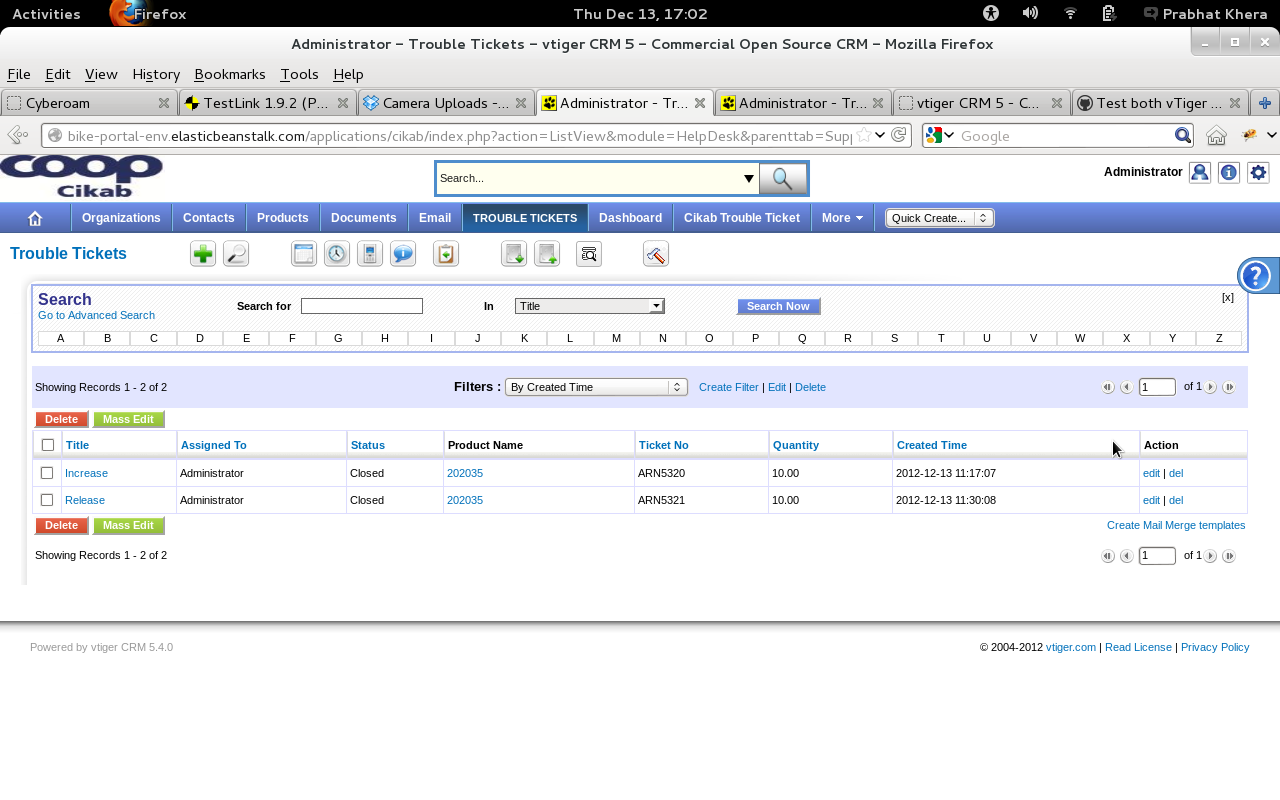 Activities Firefox Thu Dec 13, 17:02 Prabhat Khera
Administrator – Trouble Tickets – vtiger CRM 5 – Commercial Open Source CRM – Mozilla Firefox
File Edit View History Bookmarks Tools Help
Cyberoam TestLink 1.9.2 (P... Camera Uploads -... Administrator - Tr... Administrator - Tr... vtiger CRM 5 - C... Test both vTiger ...
bike-portal-env.elasticbeanstalk.com/applications/cikab/index.php?action=ListView&module=HelpDesk&parenttab=Supp Google
coop
Cikab
Search... Administrator
Organizations Contacts Products Documents Email TROUBLE TICKETS Dashboard Cikab Trouble Ticket More Quick Create...
Trouble Tickets
Search
Go to Advanced Search
Search for In Title Search Now [x]
A B C D E F G H I J K L M N O P Q R S T U V W X Y Z
Showing Records 1 - 2 of 2 Filters : By Created Time Create Filter | Edit | Delete 1 of 1
Delete Mass Edit
Title Assigned To Status Product Name Ticket No Quantity Created Time Action
Increase Administrator Closed 202035 ARN5320 10.00 2012-12-13 11:17:07 edit | del
Release Administrator Closed 202035 ARN5321 10.00 2012-12-13 11:30:08 edit | del
Delete Mass Edit Create Mail Merge templates
Showing Records 1 - 2 of 2 1 of 1
Powered by vtiger CRM 5.4.0 © 2004-2012 vtiger.com | Read License | Privacy Policy